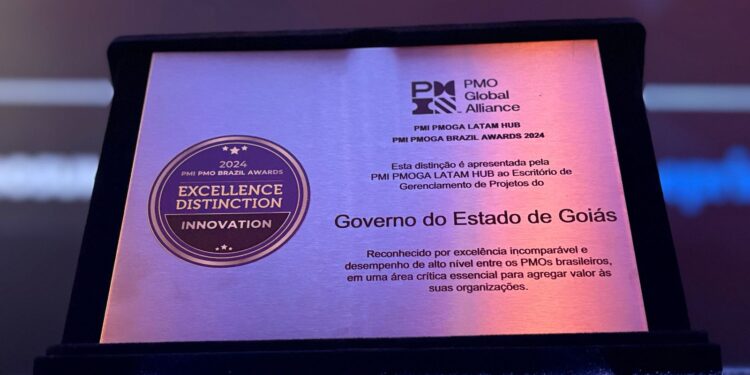 2024
PMI PMO BRAZIL AWARDS
EXCELLENCE
DISTINCTION
INNOVATION
PMO
Global
Alliance
PMI PMOGA LATAM HUB
PMI PMOGA BRAZIL AWARDS 2024
Esta distinção é apresentada pela
PMI PMOGA LATAM HUB ao Escritório de
Gerenciamento de Projetos do
Governo do Estado de Goiás
Reconhecido por excelência incomparável e
desempenho de alto nível entre os PMOs brasileiros,
em uma área crítica essencial para agregar valor às
suas organizações.